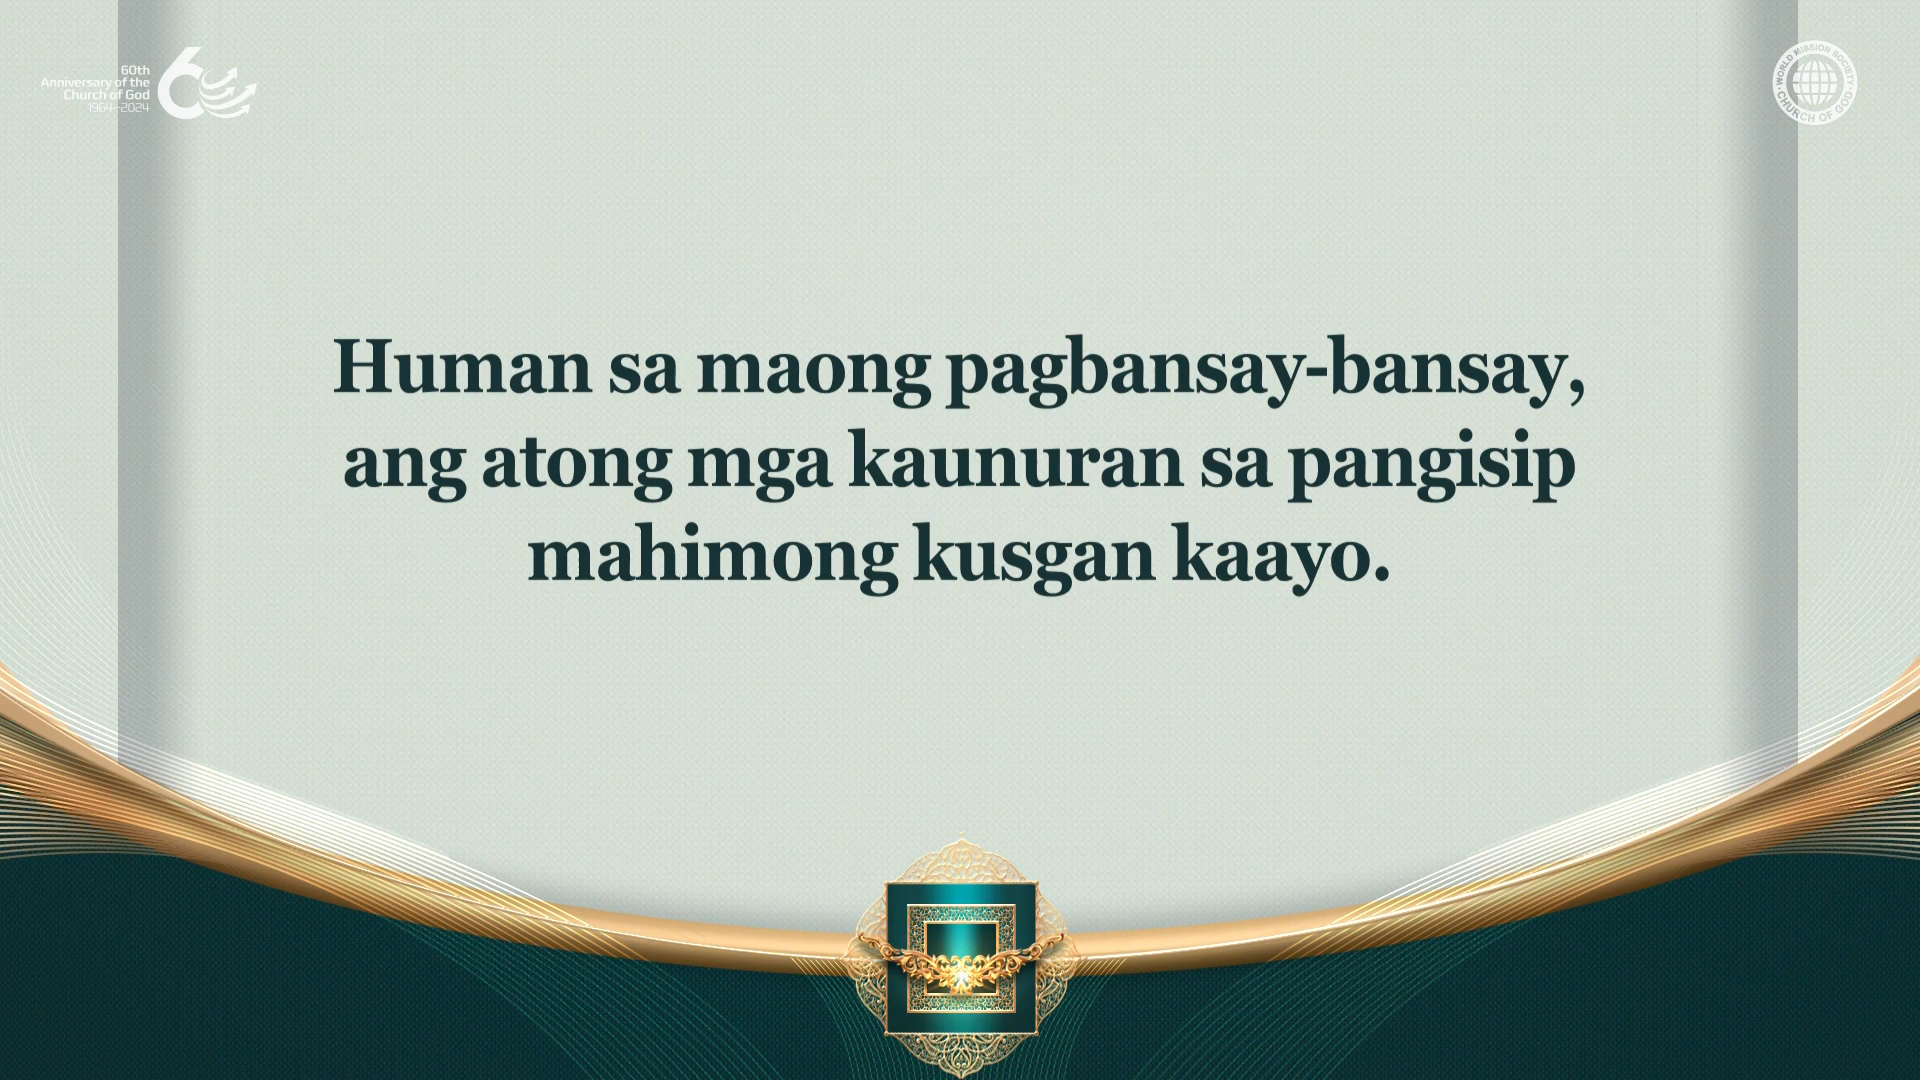 60th
Anniversary of the
Church of God
1964–2024
WORLD MISSION SOCIETY
CHURCH OF GOD
Human sa maong pagbansay-bansay,
ang atong mga kaunuran sa pangisip
mahimong kusgan kaayo.